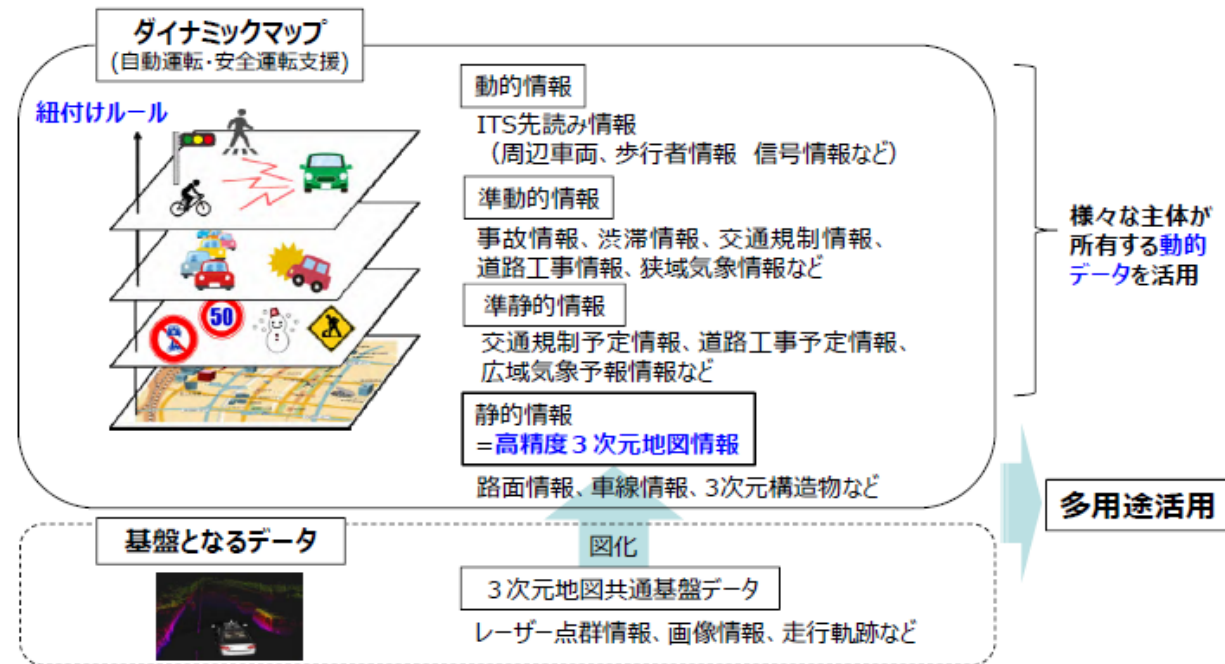 ダイナミックマップ
(自動運転・安全運転支援)
紐付けルール
動的情報
ITS先読み情報
(周辺車両、歩行者情報 信号情報など)
準動的情報
事故情報、渋滞情報、交通規制情報、
道路工事情報、狭域気象情報など
50
準静的情報
交通規制予定情報、道路工事予定情報、
広域気象予報情報など
静的情報
=高精度3次元地図情報
路面情報、車線情報、3次元構造物など
様々な主体が
所有する動的
データを活用
多用途活用
基盤となるデータ
図化
3次元地図共通基盤データ
レーザー点群情報、画像情報、走行軌跡など